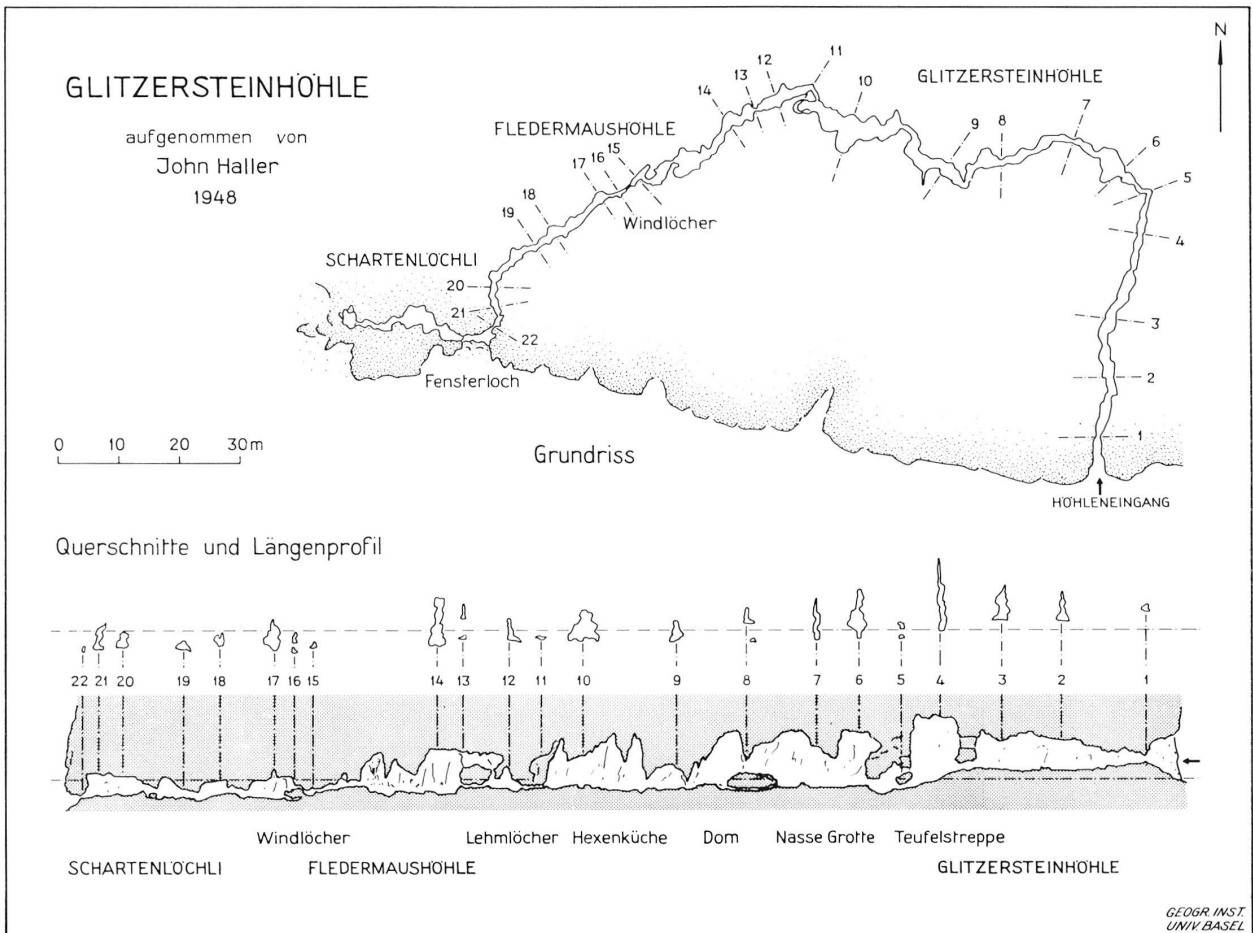 GLITZERSTEINHÖHLE
aufgenommen von
John Haller
1948
N
11
12
13
10
14
GLITZERSTEINHÖHLE
FLEDERMAUSHÖHLE
9
8
7
6
5
15
16
17
18
19
Windlöcher
4
SCHARTENLÖCHLI
20
21
22
3
Fensterloch
2
1
0 10 20 30m
Grundriss
HÖHLENEINGANG
Querschnitte und Längenprofil
22 21 20 19 18 17 16 15 14 13 12 11 10 9 8 7 6 5 4 3 2 1
Windlöcher Lehmlöcher Hexenküche Dom Nasse Grotte Teufelstreppe
SCHARTENLÖCHLI FLEDERMAUSHÖHLE GLITZERSTEINHÖHLE
GEOGR. INST.
UNIV. BASEL